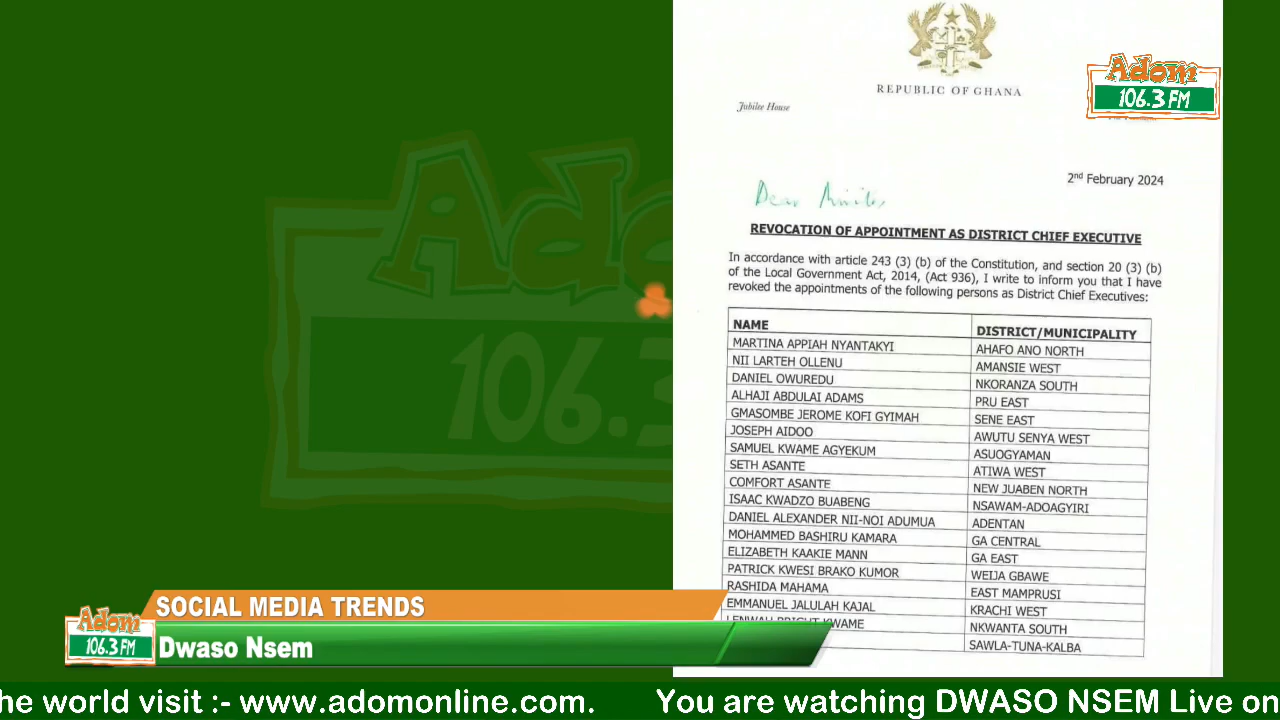 REPUBLIC OF GHANA
Adom
106.3 FM
Jubilee House
2nd February 2024
Dear Minister
REVOCATION OF APPOINTMENT AS DISTRICT CHIEF EXECUTIVE
In accordance with article 243 (3) (b) of the Constitution, and section 20 (3) (b)
of the Local Government Act, 2014, (Act 936), I write to inform you that I have
revoked the appointments of the following persons as District Chief Executives:
NAME DISTRICT/MUNICIPALITY
MARTINA APPIAH NYANTAKYI AHAFO ANO NORTH
NII LARTEH OLLENU AMANSIE WEST
DANIEL OWUREDU NKORANZA SOUTH
ALHAJI ABDULAI ADAMS PRU EAST
GMASOMBE JEROME KOFI GYIMAH SENE EAST
JOSEPH AIDOO AWUTU SENYA WEST
SAMUEL KWAME AGYEKUM ASUOGYAMAN
SETH ASANTE ATIWA WEST
COMFORT ASANTE NEW JUABEN NORTH
ISAAC KWADZO BUABENG NSAWAM-ADOAGYIRI
DANIEL ALEXANDER NII-NOI ADUMUA ADENTAN
MOHAMMED BASHIRU KAMARA GA CENTRAL
ELIZABETH KAAKIE MANN GA EAST
PATRICK KWESI BRAKO KUMOR WEIJA GBAWE
RASHIDA MAHAMA EAST MAMPRUSI
EMMANUEL JALULAH KAJAL KRACHI WEST
LENWAH BRIGHT KWAME NKWANTA SOUTH
SAWLA-TUNA-KALBA
Adom
106.3
SOCIAL MEDIA TRENDS
Adom
106.3 FM
Dwaso Nsem
he world visit :- www.adomonline.com. You are watching DWASO NSEM Live on